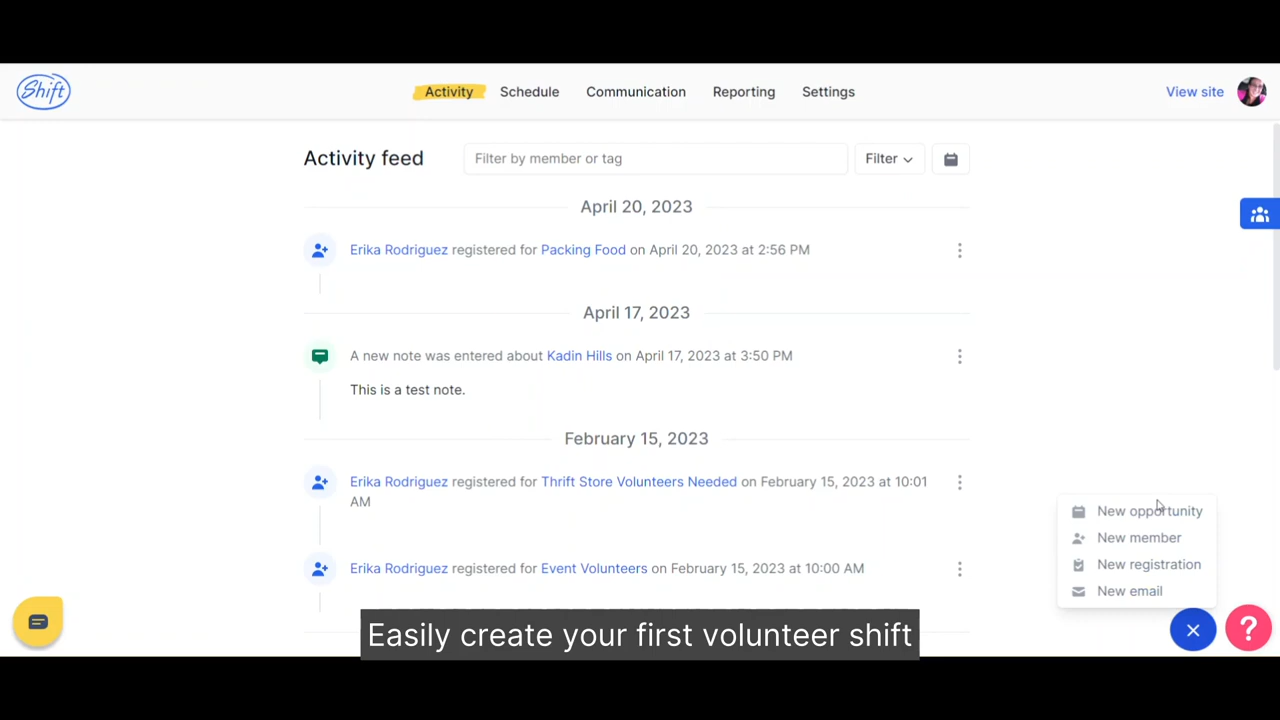 Shift
Activity
Schedule
Communication
Reporting
Settings
View site
Activity feed
Filter by member or tag
Filter
April 20, 2023
Erika Rodriguez registered for Packing Food on April 20, 2023 at 2:56 PM
April 17, 2023
A new note was entered about Kadin Hills on April 17, 2023 at 3:50 PM
This is a test note.
February 15, 2023
Erika Rodriguez registered for Thrift Store Volunteers Needed on February 15, 2023 at 10:01
AM
Erika Rodriguez registered for Event Volunteers on February 15, 2023 at 10:00 AM
New opportunity
New member
New registration
New email
?
Easily create your first volunteer shift